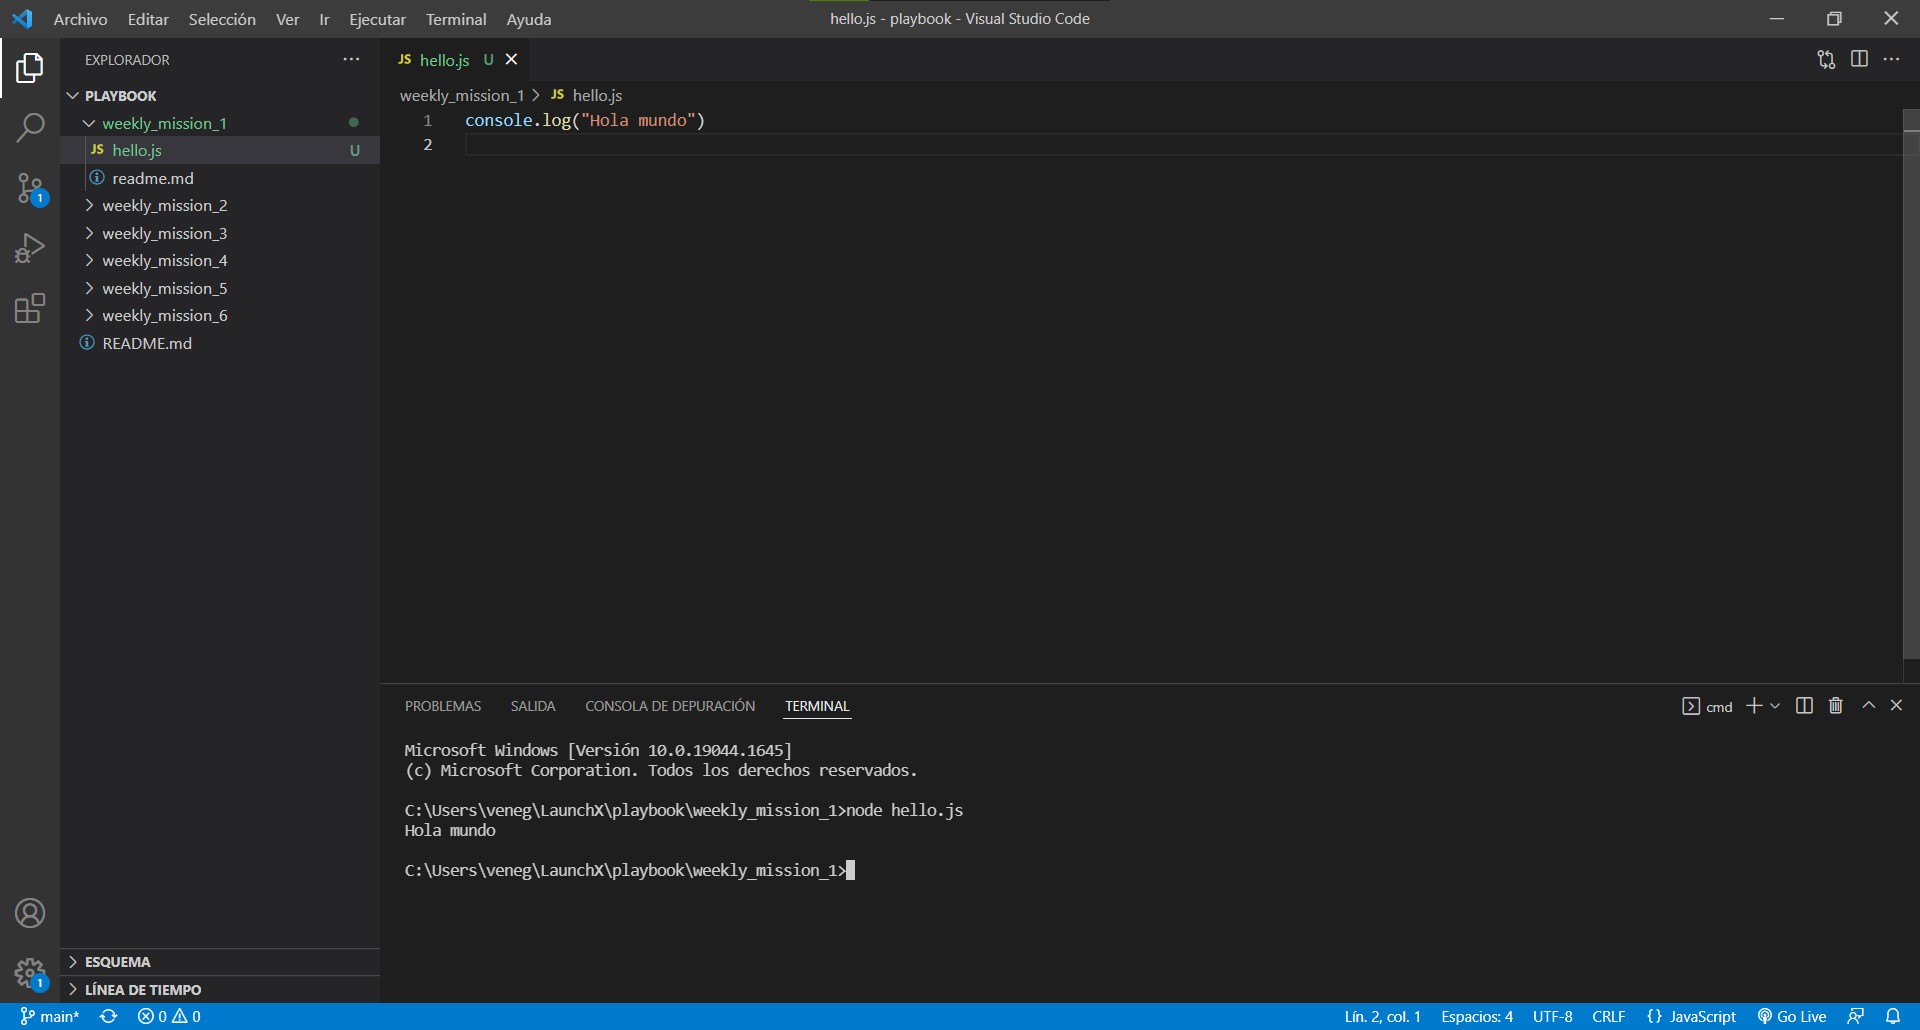 Archivo Editar Selección Ver Ir Ejecutar Terminal Ayuda
hello.js - playbook - Visual Studio Code
EXPLORADOR
PLAYBOOK
weekly_mission_1
JS hello.js U
readme.md
weekly_mission_2
weekly_mission_3
weekly_mission_4
weekly_mission_5
weekly_mission_6
README.md
ESQUEMA
LÍNEA DE TIEMPO
1
1
JS hello.js U
weekly_mission_1 > JS hello.js
1 console.log("Hola mundo")
2
PROBLEMAS SALIDA CONSOLA DE DEPURACIÓN TERMINAL
cmd
Microsoft Windows [Versión 10.0.19044.1645]
(c) Microsoft Corporation. Todos los derechos reservados.
C:\Users\veneg\LaunchX\playbook\weekly_mission_1>node hello.js
Hola mundo
C:\Users\veneg\LaunchX\playbook\weekly_mission_1>
main* 0 0
Lín. 2, col. 1 Espacios: 4 UTF-8 CRLF {} JavaScript Go Live